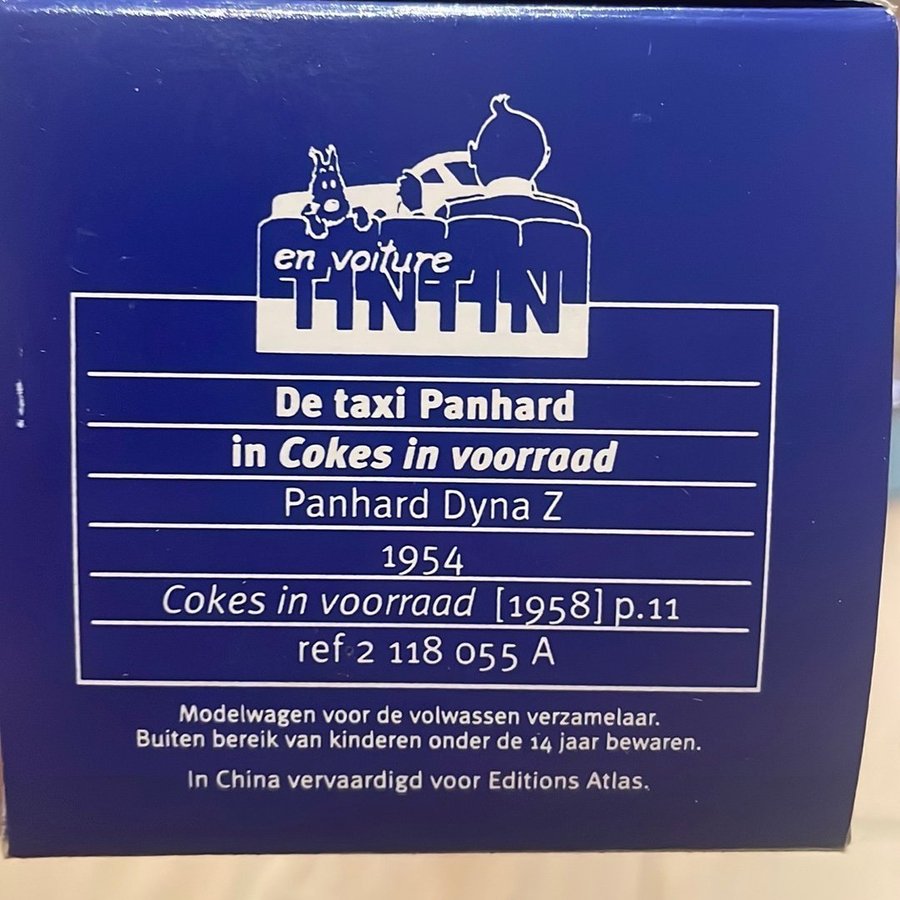 en voiture
TINTIN
De taxi Panhard
in Cokes in voorraad
Panhard Dyna Z
1954
Cokes in voorraad [1958] p.11
ref 2 118 055 A
Modelwagen voor de volwassen verzamelaar.
Buiten bereik van kinderen onder de 14 jaar bewaren.
In China vervaardigd voor Editions Atlas.